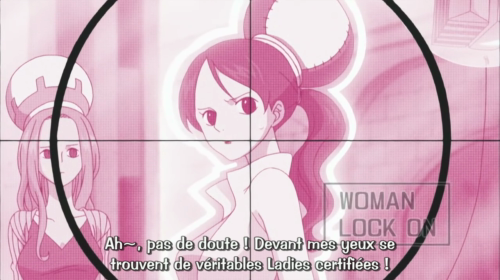 WOMAN
LOCK ON
Ah~, pas de doute ! Devant mes yeux se
trouvent de véritables Ladies certifiées !